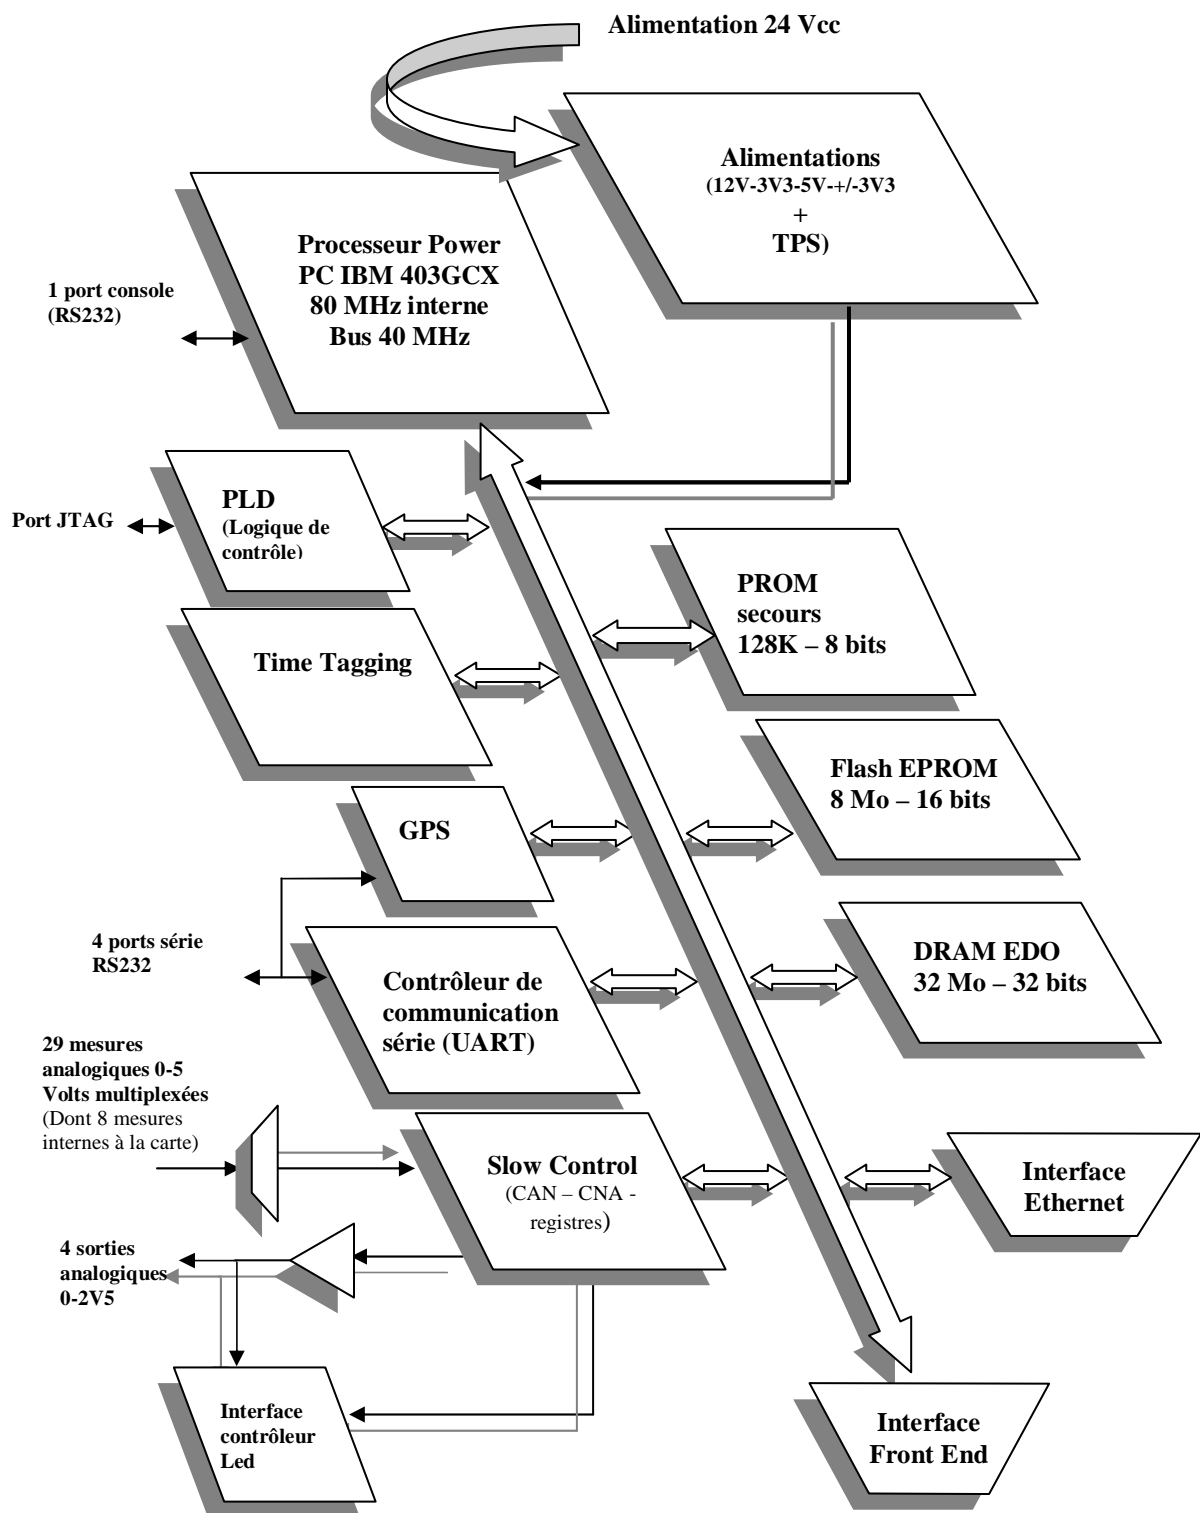 Alimentation 24 Vcc
Alimentations
(12V-3V3-5V-+/-3V3
+
TPS)
Processeur Power
PC IBM 403GCX
80 MHz interne
Bus 40 MHz
1 port console
(RS232)
PLD
(Logique de
contrôle)
Port JTAG
PROM
secours
128K – 8 bits
Time Tagging
Flash EPROM
8 Mo – 16 bits
GPS
4 ports série
RS232
DRAM EDO
32 Mo – 32 bits
Contrôleur de
communication
série (UART)
29 mesures
analogiques 0-5
Volts multiplexées
(Dont 8 mesures
internes à la carte)
Slow Control
(CAN – CNA -
registres)
Interface
Ethernet
4 sorties
analogiques
0-2V5
Interface
contrôleur
Led
Interface
Front End